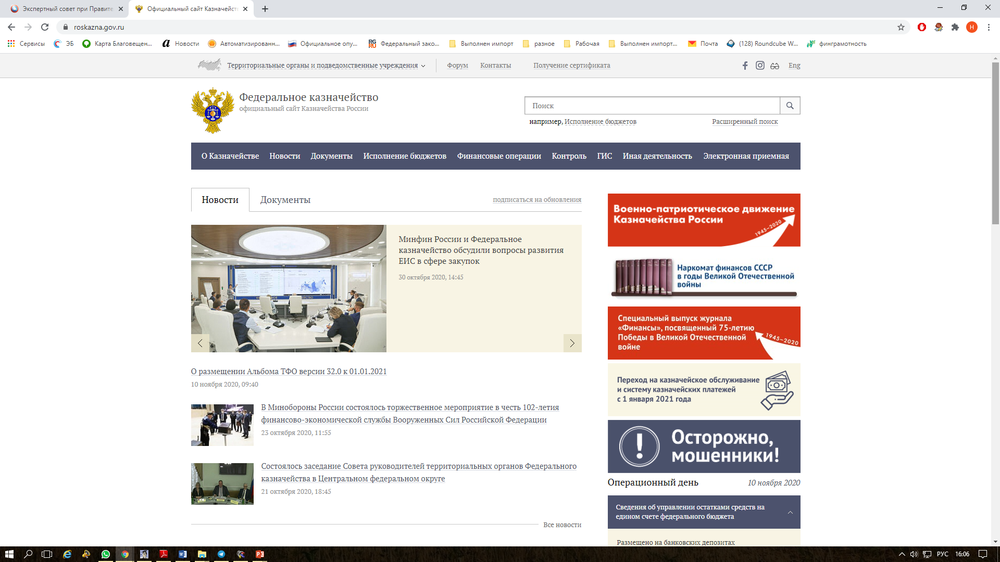 Экспертный совет при Правите
Официальный сайт Казначейств
roskazna.gov.ru
Н
Сервисы
ЭБ
Карта Благовещен...
Новости
Автоматизированн...
Официальное опу...
Федеральный зако...
Выполнен импорт
разное
Рабочая
Выполнен импорт...
Почта
(128) Roundcube W...
финграмотность
Территориальные органы и подведомственные учреждения
Форум
Контакты
Получение сертификата
Eng
Федеральное казначейство
официальный сайт Казначейства России
Поиск
например, Исполнение бюджетов
Расширенный поиск
О Казначействе
Новости
Документы
Исполнение бюджетов
Финансовые операции
Контроль
ГИС
Иная деятельность
Электронная приемная
Новости
Документы
подписаться на обновления
Минфин России и Федеральное
казначейство обсудили вопросы развития
ЕИС в сфере закупок
30 октября 2020, 14:45
О размещении Альбома ТФО версии 32.0 к 01.01.2021
10 ноября 2020, 09:40
В Минобороны России состоялось торжественное мероприятие в честь 102-летия
финансово-экономической службы Вооруженных Сил Российской Федерации
23 октября 2020, 11:55
Состоялось заседание Совета руководителей территориальных органов Федерального
казначейства в Центральном федеральном округе
21 октября 2020, 18:45
Все новости
Военно-патриотическое движение
Казначейства России
1945–2020
Наркомат финансов СССР
в годы Великой Отечественной
войны
Специальный выпуск журнала
«Финансы», посвященный 75-летию
Победы в Великой Отечественной
войне
1945–2020
Переход на казначейское обслуживание
и систему казначейских платежей
с 1 января 2021 года
Осторожно,
мошенники!
Операционный день
10 ноября 2020
Сведения об управлении остатками средств на
едином счете федерального бюджета
Размещено на банковских депозитах
РУС
16:06